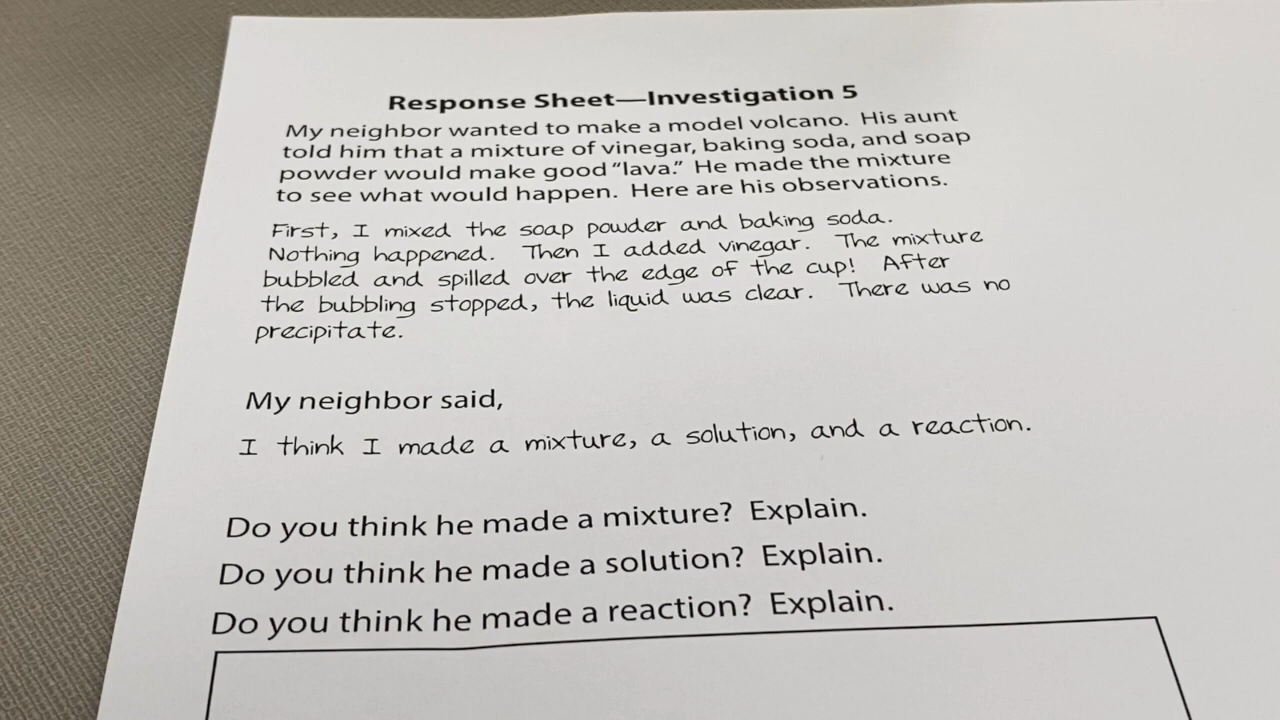 Response Sheet—Investigation 5
My neighbor wanted to make a model volcano. His aunt
told him that a mixture of vinegar, baking soda, and soap
powder would make good “lava.” He made the mixture
to see what would happen. Here are his observations.
First, I mixed the soap powder and baking soda.
Nothing happened. Then I added vinegar. The mixture
bubbled and spilled over the edge of the cup! After
the bubbling stopped, the liquid was clear. There was no
precipitate.
My neighbor said,
I think I made a mixture, a solution, and a reaction.
Do you think he made a mixture? Explain.
Do you think he made a solution? Explain.
Do you think he made a reaction? Explain.